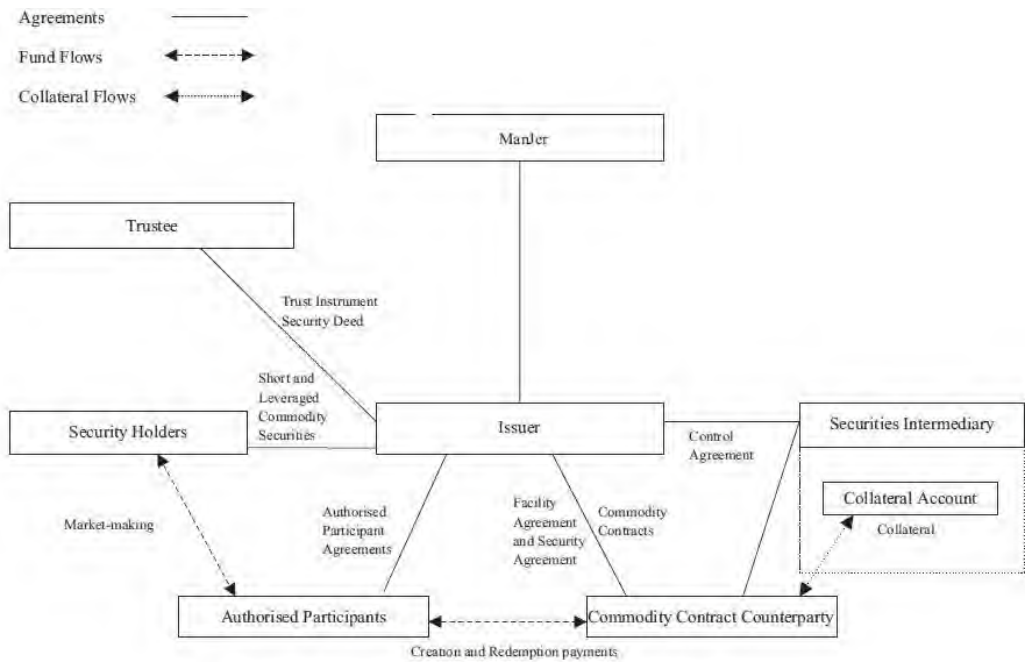 Agreements
Fund Flows
Collateral Flows
ManJer
Trustee
Trust Instrument
Security Deed
Short and
Leveraged
Commodity
Securities
Security Holders
Issuer
Control
Agreement
Securities Intermediary
Collateral Account
Collateral
Market-making
Authorised
Participant
Agreements
Facility
Agreement
and Security
Agreement
Commodity
Contracts
Authorised Participants
Commodity Contract Counterparty
Creation and Redemption payments